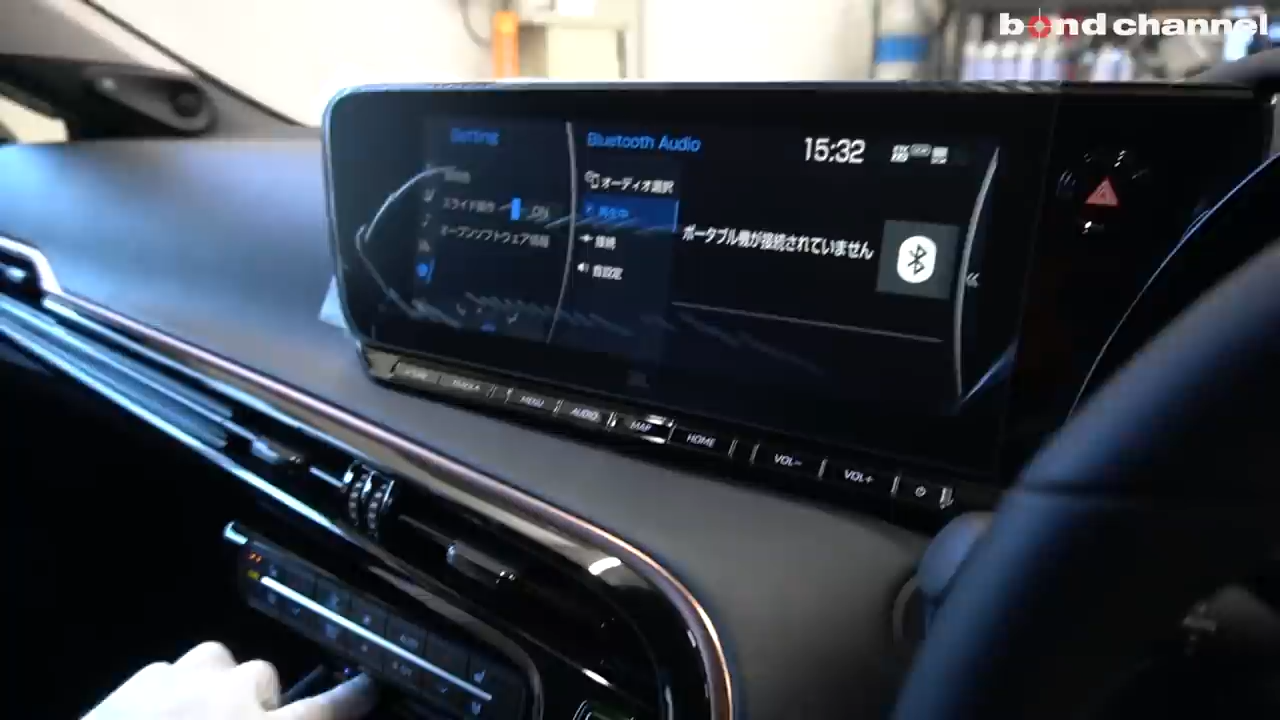 bond channel
Setting
Bluetooth Audio
15:32
オーディオ選択
スライド操作
ON
再生中
オープンソフトウェア情報
接続
ポータブル機が接続されていません
音設定
TRACK∧
MENU
AUDIO
MAP
HOME
VOL−
VOL+